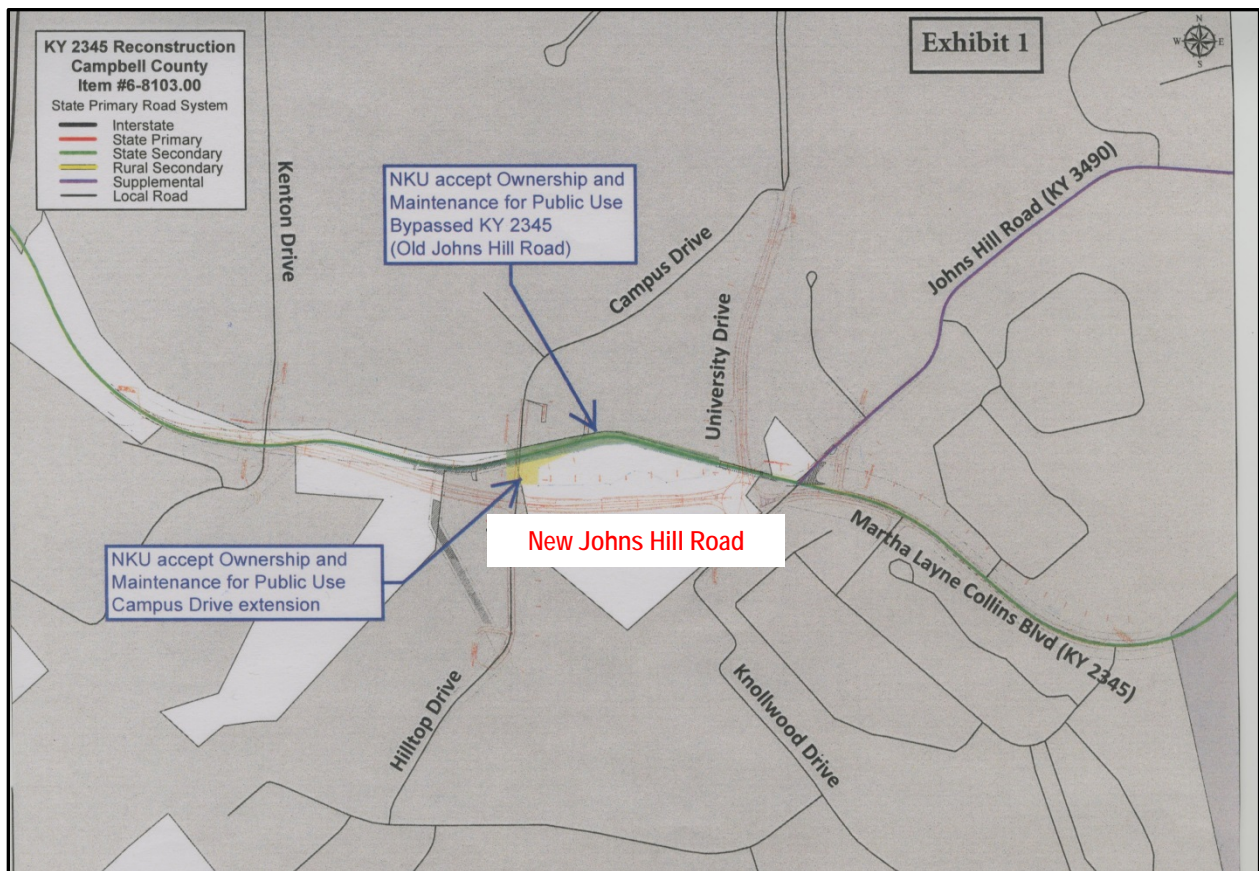 KY 2345 Reconstruction
Campbell County
Item #6-8103.00
State Primary Road System
Interstate
State Primary
State Secondary
Rural Secondary
Supplemental
Local Road
Exhibit 1
N
W
E
S
Kenton Drive
NKU accept Ownership and
Maintenance for Public Use
Bypassed KY 2345
(Old Johns Hill Road)
Campus Drive
University Drive
Johns Hill Road (KY 3490)
New Johns Hill Road
NKU accept Ownership and
Maintenance for Public Use
Campus Drive extension
Martha Layne Collins Blvd (KY 2345)
Hilltop Drive
Knollwood Drive